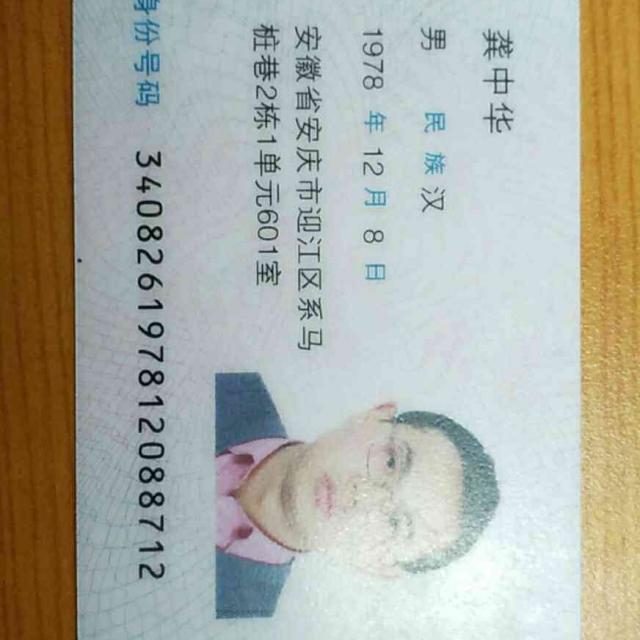 龚中华
男 民族 汉
1978 年 12 月 8 日
安徽省安庆市迎江区系马
桩巷2栋1单元601室
身份号码 340826197812088712